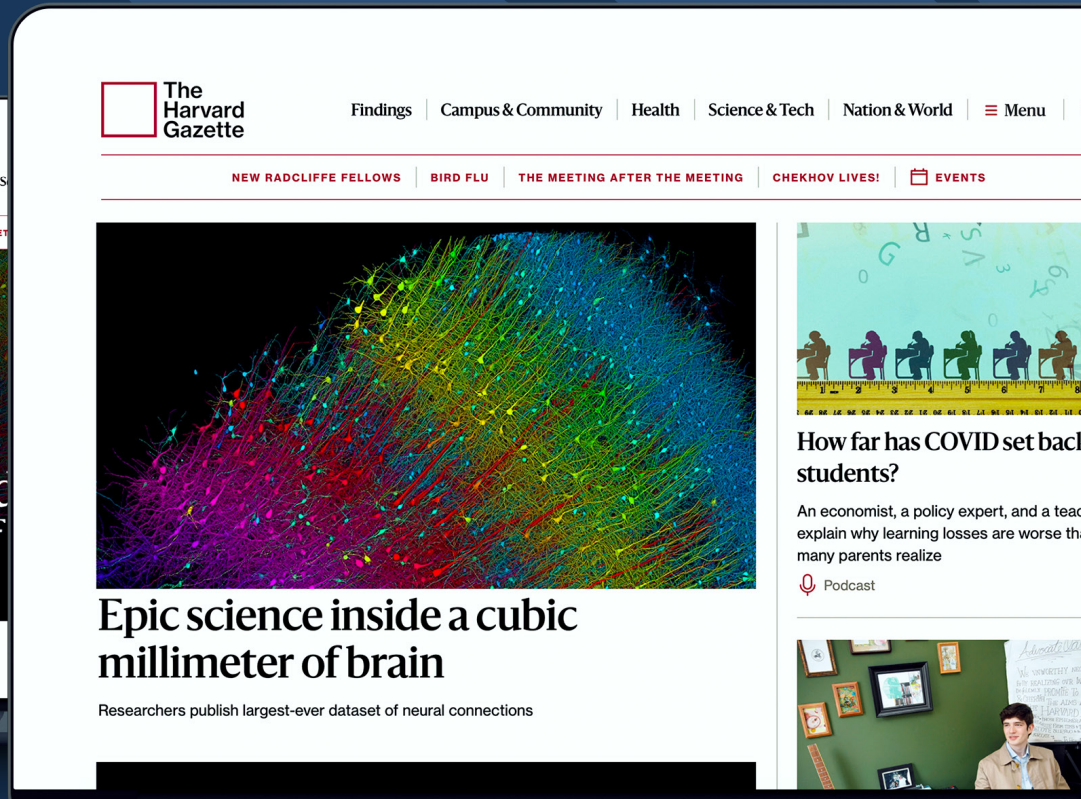 The
Harvard
Gazette
Findings
Campus & Community
Health
Science & Tech
Nation & World
Menu
NEW RADCLIFFE FELLOWS
BIRD FLU
THE MEETING AFTER THE MEETING
CHEKHOV LIVES!
EVENTS
Epic science inside a cubic
millimeter of brain
Researchers publish largest-ever dataset of neural connections
How far has COVID set back
students?
An economist, a policy expert, and a
explain why learning losses are worse
many parents realize
Podcast